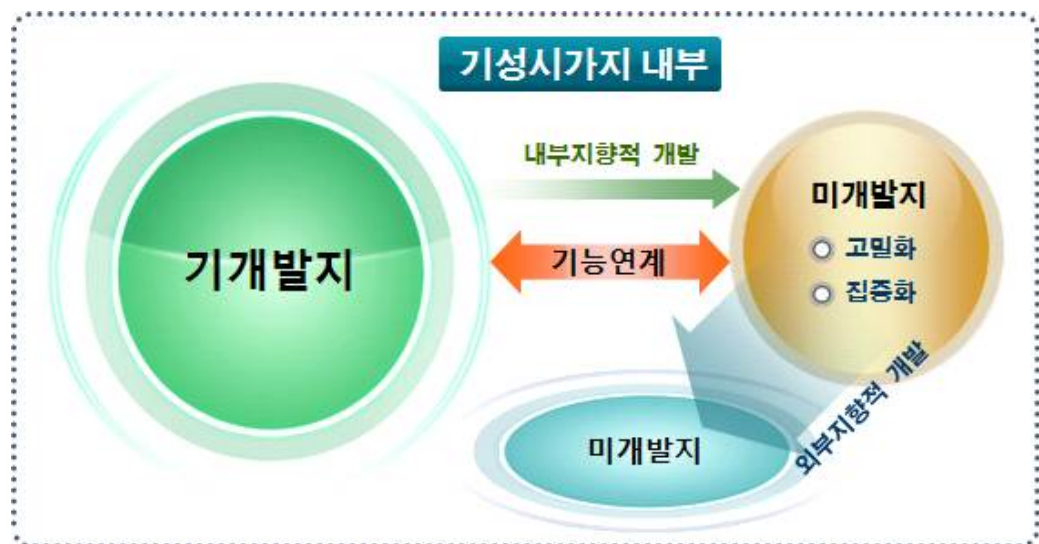 기성시가지 내부
내부지향적 개발
기개발지
기능연계
미개발지
고밀화
집중화
외부지향적 개발
미개발지